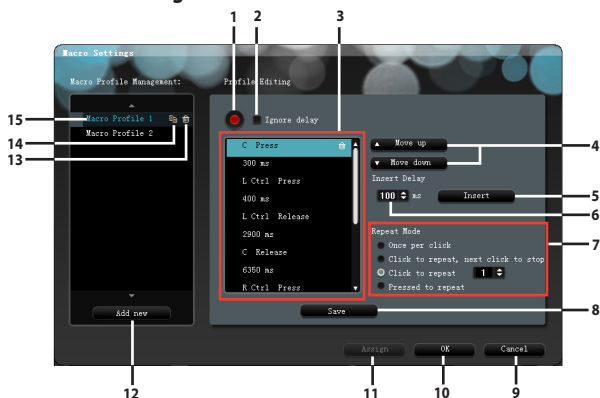 1
2
3
Macro Settings
Macro Profile Management:
Profile Editing
15
Macro Profile 1
Ignore delay
14
Macro Profile 2
13
C Press
300 ms
L Ctrl Press
400 ms
L Ctrl Release
2900 ms
C Release
6350 ms
R Ctrl Press
Move up
4
Move down
Insert Delay
100 ms
Insert
5
6
Repeat Mode
7
Once per click
Click to repeat, next click to stop
Click to repeat 1
Pressed to repeat
Add new
Save
8
Assign
OK
Cancel
12
11
10
9